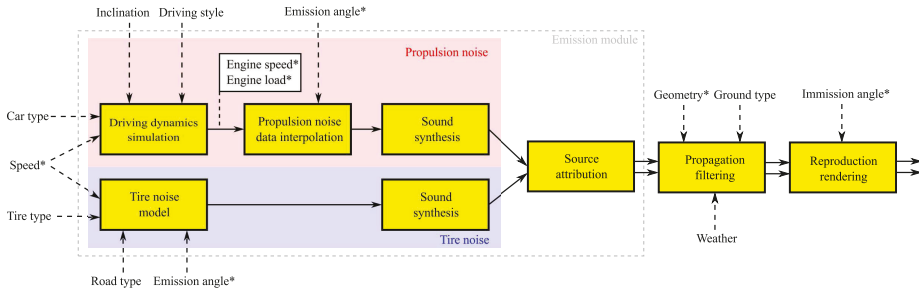 Inclination Driving style Emission angle*
Emission module
Propulsion noise
Engine speed*
Engine load*
Geometry* Ground type Immission angle*
Car type
Driving dynamics
simulation
Propulsion noise
data interpolation
Sound
synthesis
Speed*
Source
attribution
Propagation
filtering
Reproduction
rendering
Tire type
Tire noise
model
Sound
synthesis
Tire noise
Weather
Road type Emission angle*